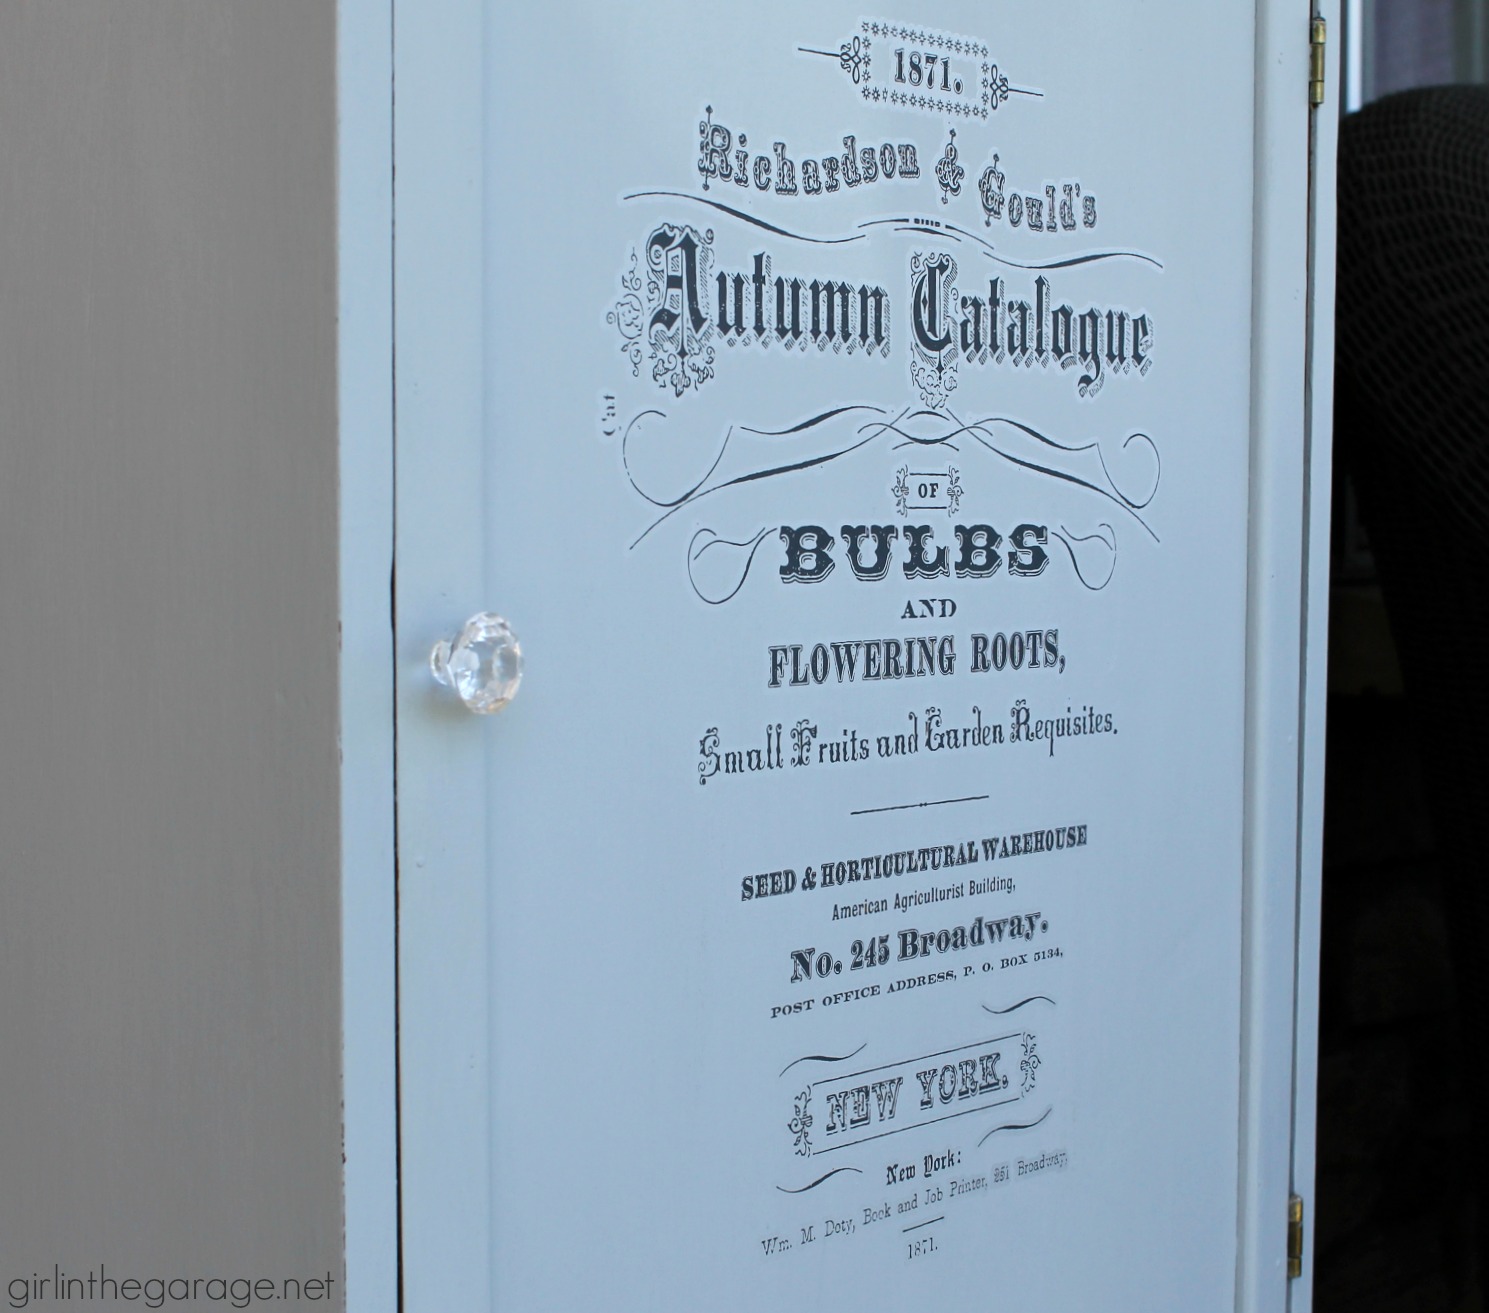 1871.
Richardson & Gould's
Autumn Catalogue
Cat
OF
BULBS
AND
FLOWERING ROOTS,
Small Fruits and Garden Requisites.
SEED & HORTICULTURAL WAREHOUSE
American Agriculturist Building,
No. 245 Broadway.
POST OFFICE ADDRESS, P. O. BOX 5134,
NEW YORK.
New York:
Wm. M. Doty, Book and Job Printer, 251 Broadway,
1871.
girlinthegarage.net